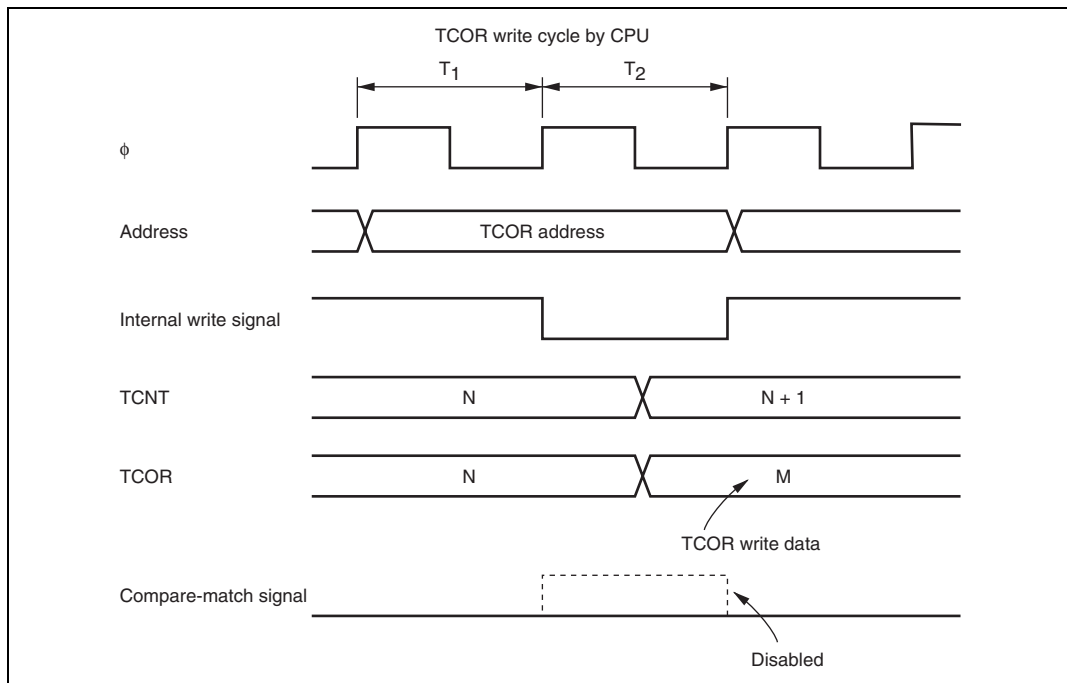 TCOR write cycle by CPU
T1 T2
ϕ
Address TCOR address
Internal write signal
TCNT N N + 1
TCOR N M
TCOR write data
Compare-match signal
Disabled